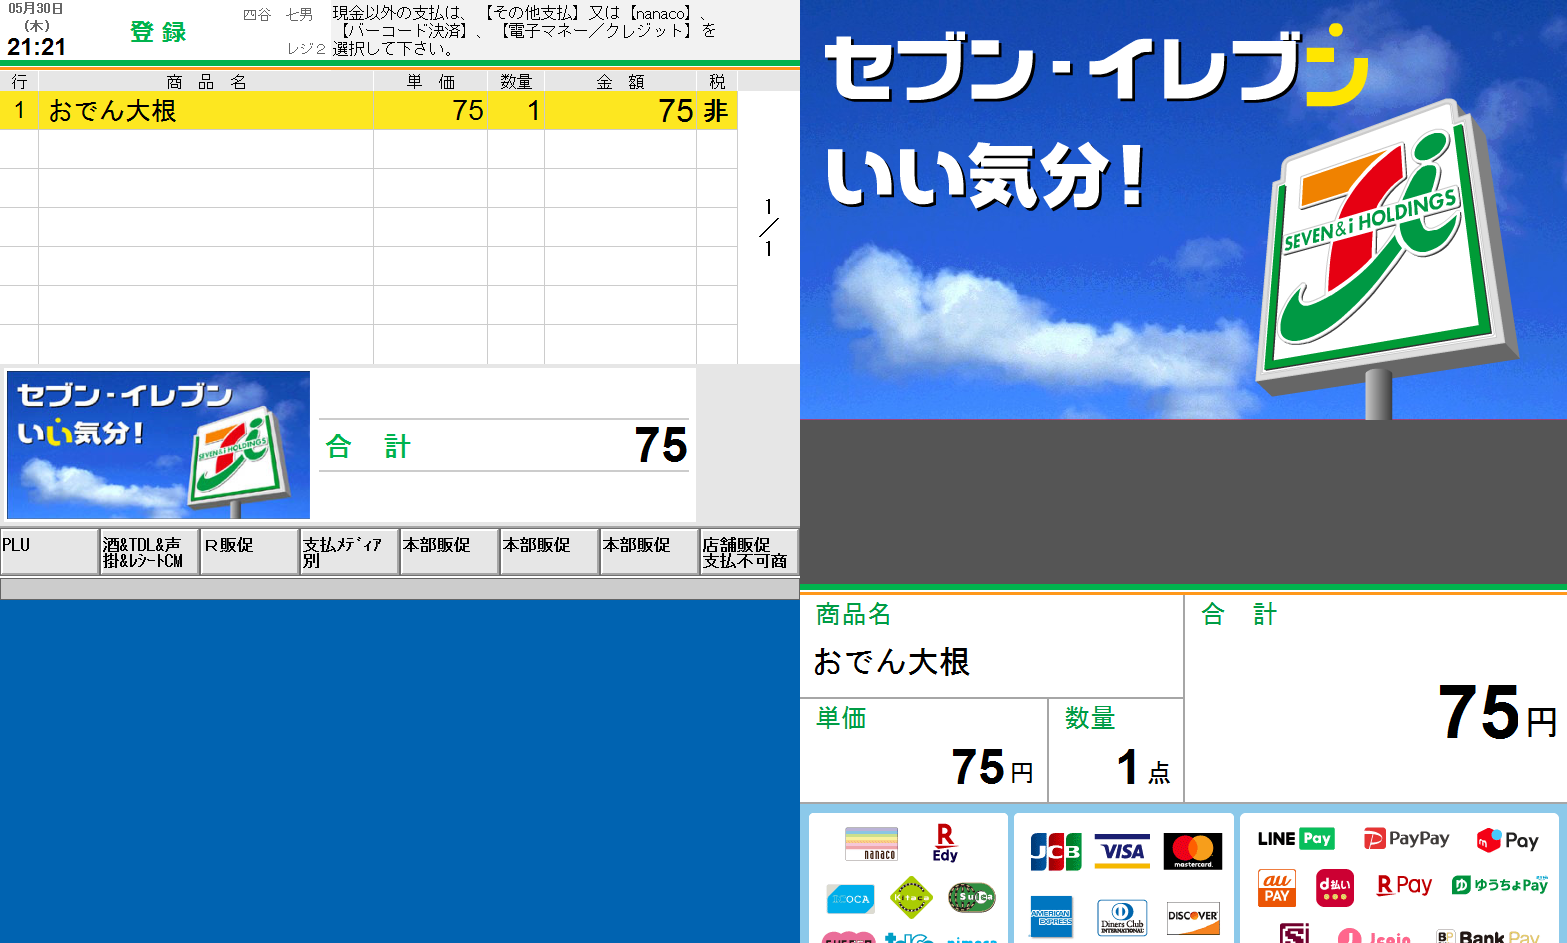 05月30日
(木)
21:21
登録
四谷 七男
レジ2
現金以外の支払は、【その他支払】又は【nanaco】、
【バーコード決済】、【電子マネー／クレジット】を
選択して下さい。
行 商品名 単価 数量 金額 税
1 おでん大根 75 1 75 非
1／1
セブン-イレブン
いい気分!
SEVEN&i HOLDINGS
合計 75
PLU
酒&TDL&声
掛&ﾚｼｰﾄCM
R販促
支払ﾒﾃﾞｨｱ
別
本部販促
本部販促
本部販促
店舗販促
支払不可商
セブン-イレブン
いい気分!
SEVEN&i HOLDINGS
商品名
おでん大根
単価
75円
数量
1点
合計
75円
nanaco
R Edy
ICOCA Kitaca Suica
JCB VISA mastercard.
AMERICAN EXPRESS
Diners Club INTERNATIONAL
DISCOVER
LINE Pay PayPay Pay
au PAY d払い R Pay ゆうちょPay
J-Coin Bank Pay